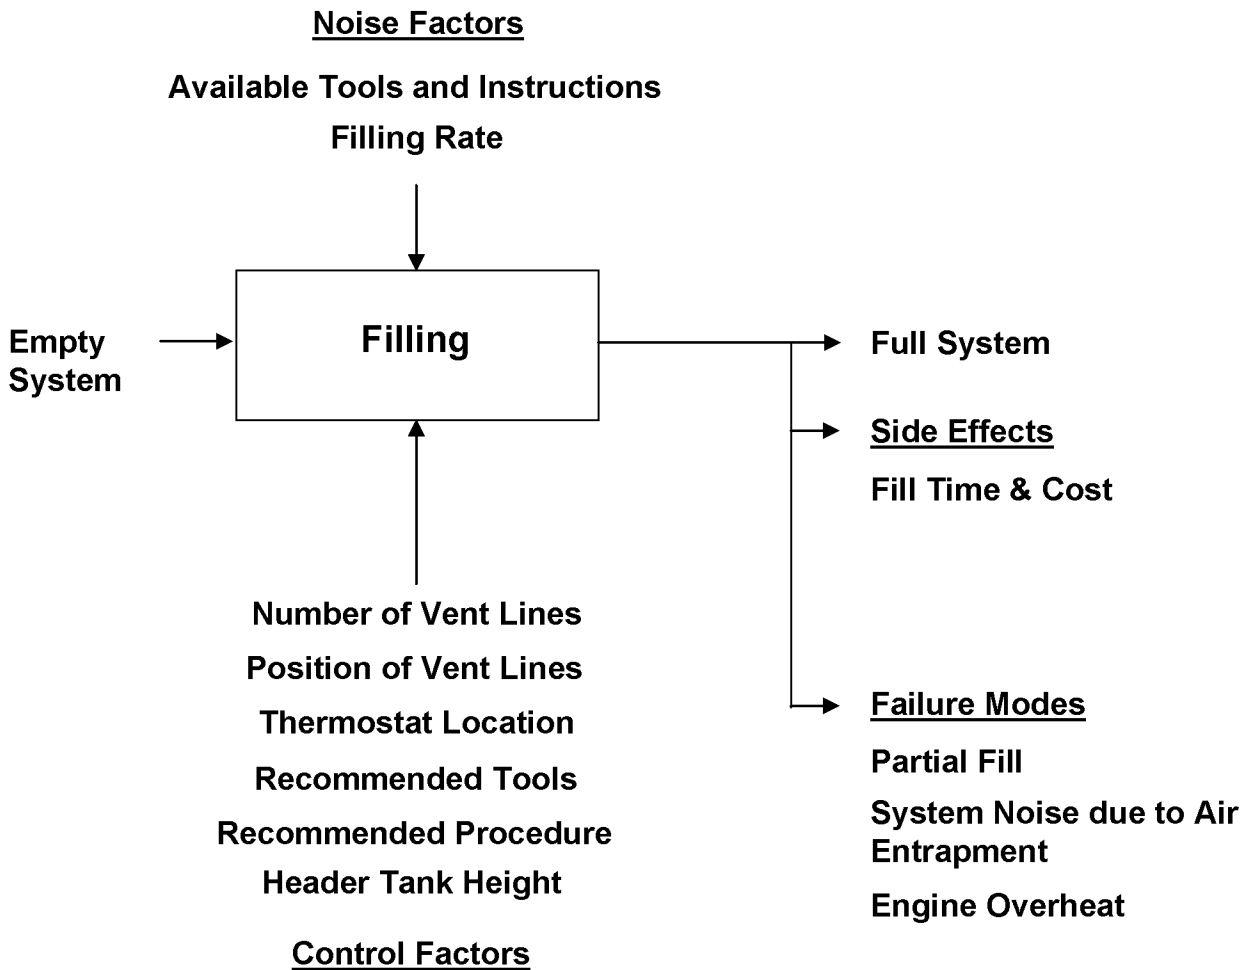 Noise Factors
Available Tools and Instructions
Filling Rate
Empty
System
Filling
Full System
Side Effects
Fill Time & Cost
Number of Vent Lines
Position of Vent Lines
Thermostat Location
Recommended Tools
Recommended Procedure
Header Tank Height
Control Factors
Failure Modes
Partial Fill
System Noise due to Air
Entrapment
Engine Overheat